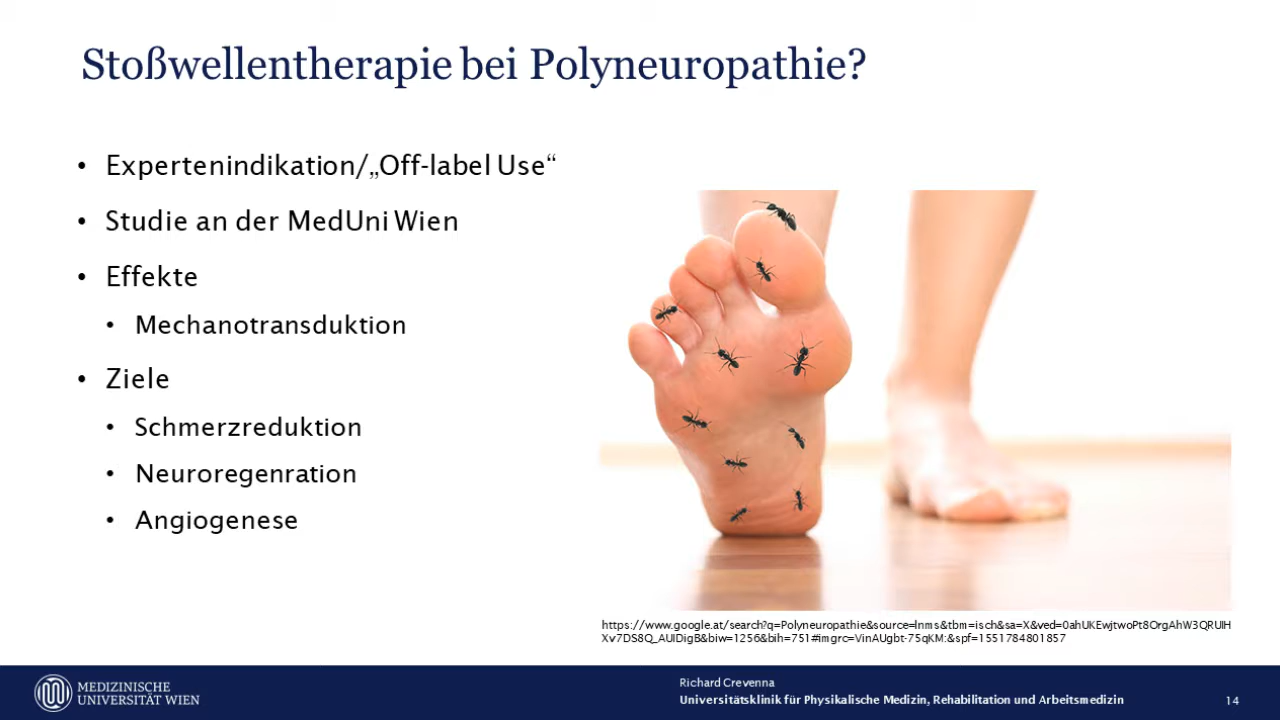 Stoßwellentherapie bei Polyneuropathie?
• Expertenindikation/„Off-label Use“
• Studie an der MedUni Wien
• Effekte
• Mechanotransduktion
• Ziele
• Schmerzreduktion
• Neuroregenration
• Angiogenese
https://www.google.at/search?q=Polyneuropathie&source=lnms&tbm=isch&sa=X&ved=0ahUKEwjtwoPt8OrgAhW3QRUIH
Xv7DS8Q_AUIDigB&biw=1256&bih=751#imgrc=VinAUgbt-75qKM:&spf=1551784801857
MEDIZINISCHE
UNIVERSITÄT WIEN
Richard Crevenna
Universitätsklinik für Physikalische Medizin, Rehabilitation und Arbeitsmedizin
14